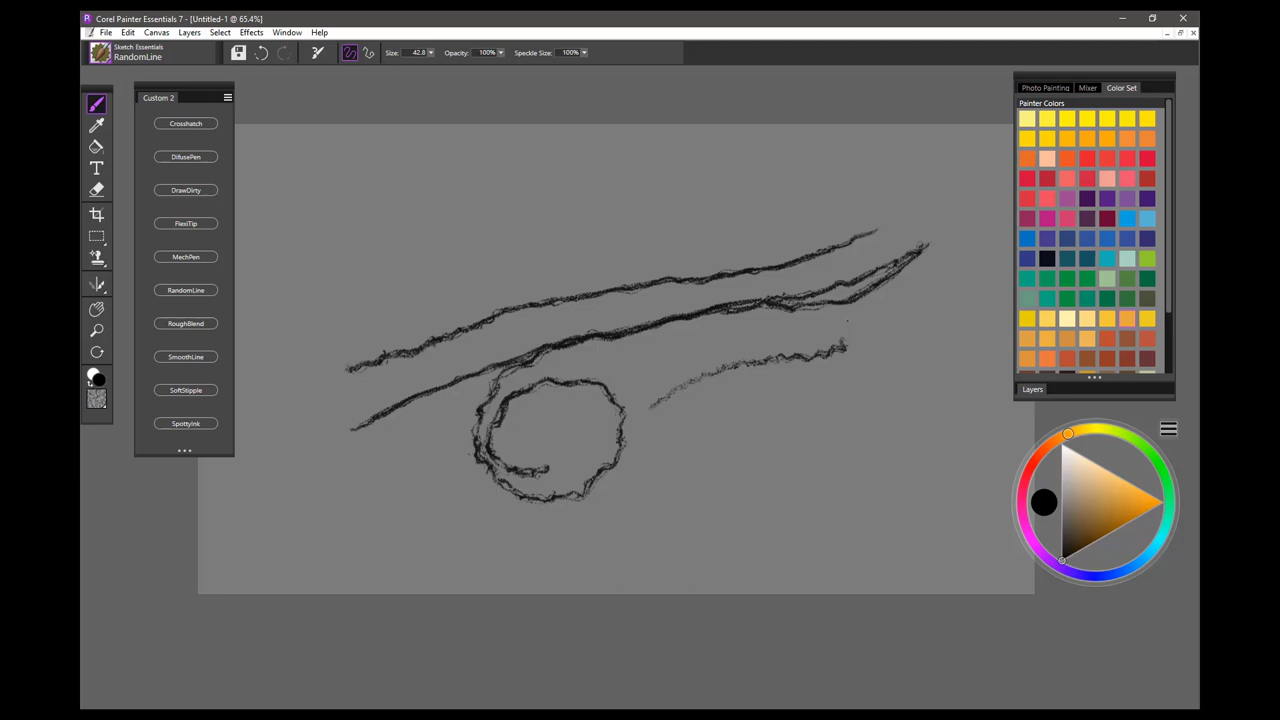 Corel Painter Essentials 7 - [Untitled-1 @ 65.4%]
File Edit Canvas Layers Select Effects Window Help
Sketch Essentials
RandomLine
Size: 42.8 Opacity: 100% Speckle Size: 100%
Custom 2
Crosshatch
DifusePen
DrawDirty
FlexiTip
MechPen
RandomLine
RoughBlend
SmoothLine
SoftStipple
SpottyInk
Photo Painting Mixer Color Set
Painter Colors
Layers